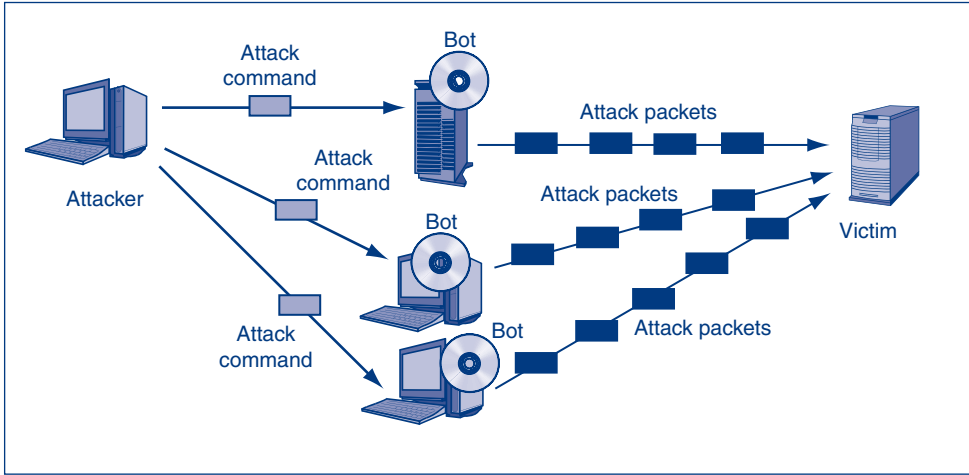 Bot
Attack
command
Attack packets
Attacker
Attack
command
Attack packets
Bot
Victim
Attack
command
Bot
Attack packets